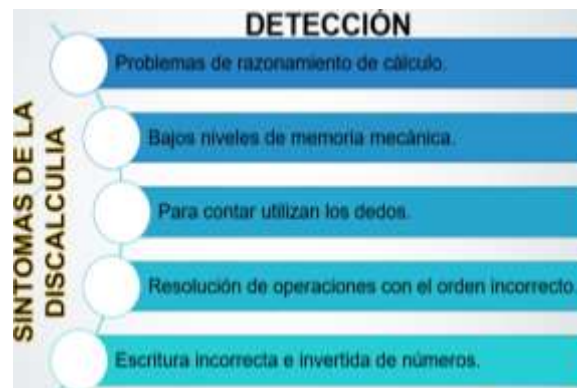 DETECCIÓN
SINTOMAS DE LA
DISCALCULIA
Problemas de razonamiento de cálculo.
Bajos niveles de memoria mecánica.
Para contar utilizan los dedos.
Resolución de operaciones con el orden incorrecto.
Escritura incorrecta e invertida de números.